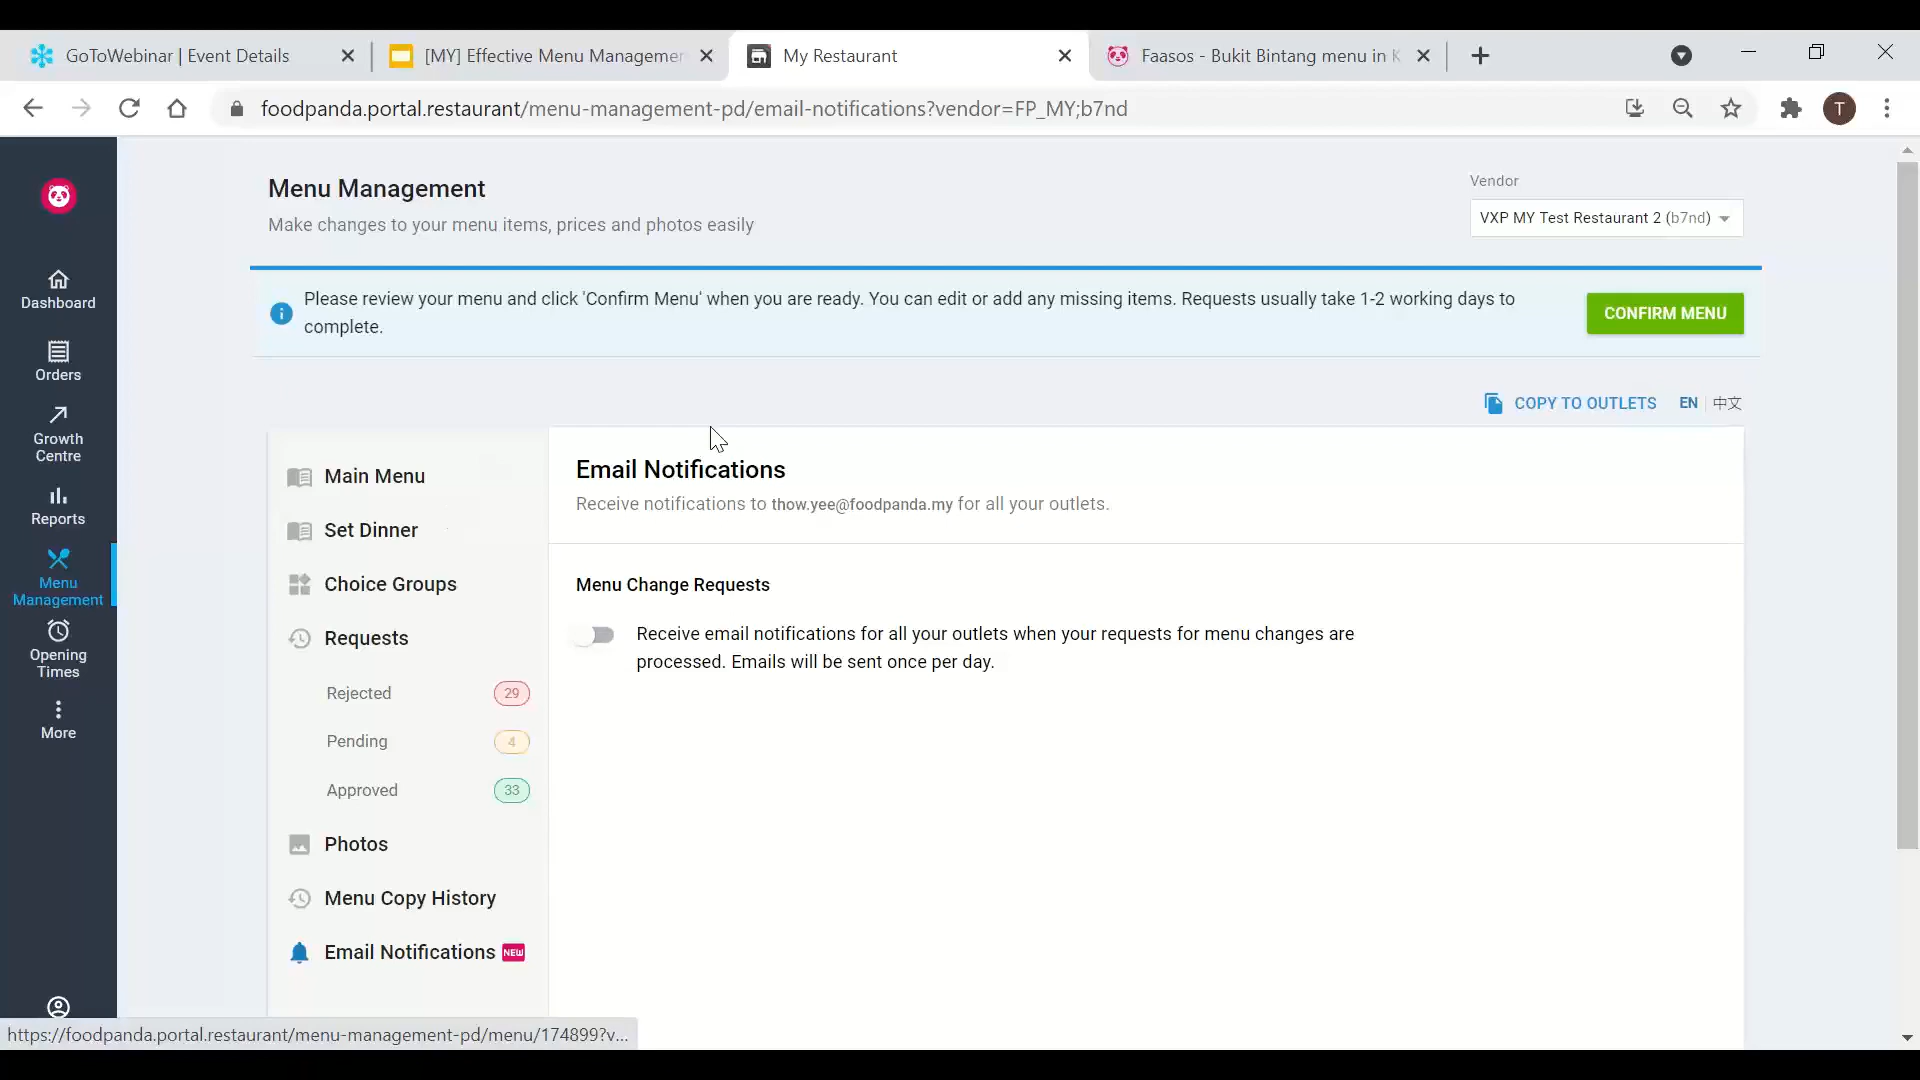 GoToWebinar | Event Details
[MY] Effective Menu Managemen
My Restaurant
Faasos - Bukit Bintang menu in K
foodpanda.portal.restaurant/menu-management-pd/email-notifications?vendor=FP_MY;b7nd
T
Menu Management
Make changes to your menu items, prices and photos easily
Vendor
VXP MY Test Restaurant 2 (b7nd)
Please review your menu and click 'Confirm Menu' when you are ready. You can edit or add any missing items. Requests usually take 1-2 working days to
complete.
CONFIRM MENU
COPY TO OUTLETS
EN | 中文
Dashboard
Orders
Growth
Centre
Reports
Menu
Management
Opening
Times
More
Main Menu
Set Dinner
Choice Groups
Requests
Rejected 29
Pending 4
Approved 33
Photos
Menu Copy History
Email Notifications NEW
Email Notifications
Receive notifications to thow.yee@foodpanda.my for all your outlets.
Menu Change Requests
Receive email notifications for all your outlets when your requests for menu changes are
processed. Emails will be sent once per day.
https://foodpanda.portal.restaurant/menu-management-pd/menu/174899?v...